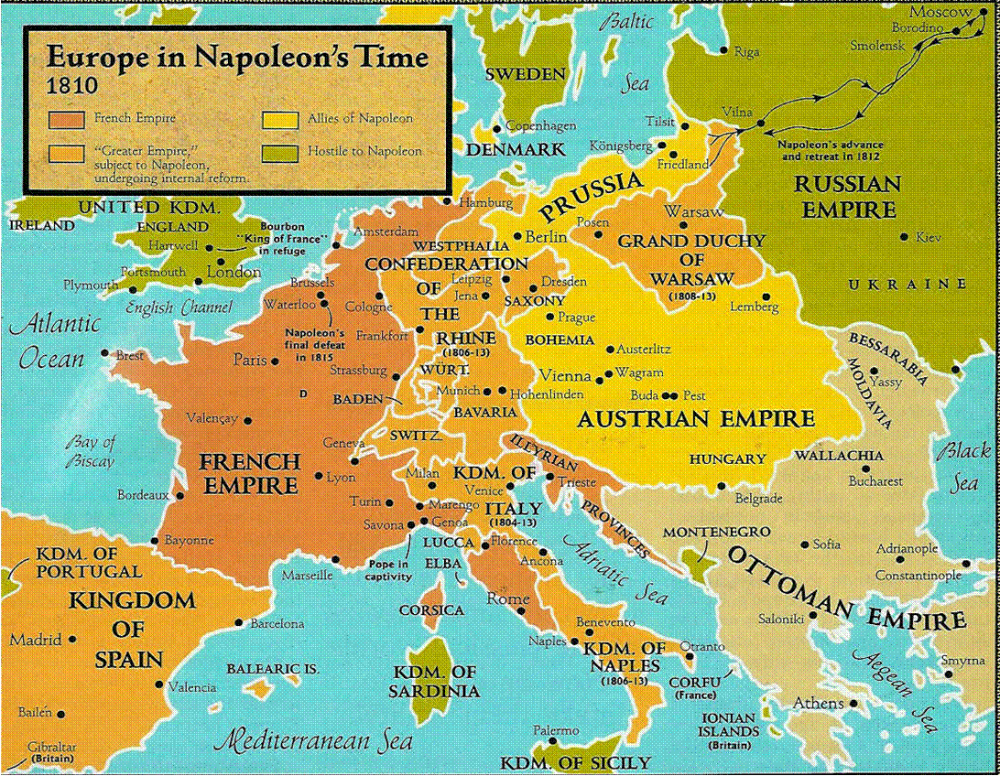 Europe in Napoleon's Time
1810
French Empire
"Greater Empire,"
subject to Napoleon,
undergoing internal reform.
Allies of Napoleon
Hostile to Napoleon
Baltic
Sea
SWEDEN
Copenhagen
DENMARK
Riga
Moscow
Borodino
Smolensk
Vilna
Napoleon's advance
and retreat in 1812
Tilsit
Königsberg
Friedland
RUSSIAN
EMPIRE
Kiev
UKRAINE
IRELAND
UNITED KDM.
ENGLAND
Hartwell
Bourbon
"King of France"
in refuge
Portsmouth
London
Plymouth
English Channel
Atlantic
Ocean
Hamburg
Amsterdam
PRUSSIA
Berlin
Posen
Warsaw
GRAND DUCHY
OF
WARSAW
(1808-13)
Lemberg
WESTPHALIA
CONFEDERATION
OF
THE
RHINE
(1806-13)
Leipzig
Jena
Dresden
SAXONY
Brussels
Waterloo
Cologne
Napoleon's
final defeat
in 1815
Frankfort
Prague
BOHEMIA
Brest
Paris
D
Strassburg
WÜRT.
BADEN
Munich
Hohenlinden
BAVARIA
Austerlitz
Vienna
Wagram
Buda
Pest
AUSTRIAN EMPIRE
HUNGARY
BESSARABIA
MOLDAVIA
Yassy
WALLACHIA
Bucharest
Black
Sea
Valençay
Bay of
Biscay
FRENCH
EMPIRE
Geneva
SWITZ.
Lyon
Bordeaux
Bayonne
Milan
KDM. OF
ITALY
(1804-13)
Venice
Turin
Marengo
Savona
Genoa
Pope in
captivity
ILLYRIAN
PROVINCES
Trieste
Belgrade
MONTENEGRO
Sofia
Adrianople
Constantinople
OTTOMAN EMPIRE
LUCCA
Florence
ELBA
Ancona
Adriatic Sea
Marseille
CORSICA
Rome
KDM. OF
PORTUGAL
KINGDOM
OF
SPAIN
Madrid
Barcelona
Valencia
BALEARIC IS.
Bailén
Gibraltar
(Britain)
KDM. OF
SARDINIA
Mediterranean Sea
Naples
Benevento
KDM. OF
NAPLES
(1806-13)
Otranto
CORFU
(France)
IONIAN
ISLANDS
(Britain)
Palermo
KDM. OF SICILY
Saloniki
Aegean Sea
Smyrna
Athens